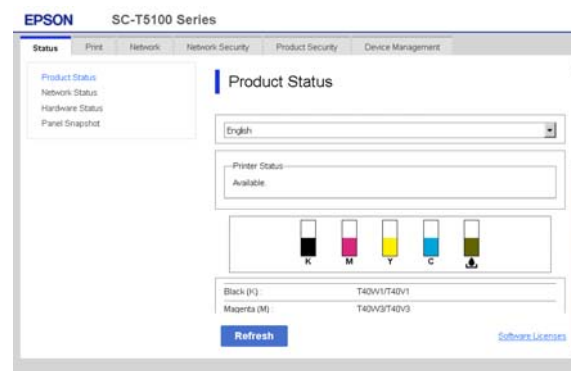 EPSON SC-T5100 Series
Status Print Network Network Security Product Security Device Management
Product Status
Network Status
Hardware Status
Panel Snapshot
Product Status
English
Printer Status
Available.
K M Y C
Black (K) : T40W1/T40V1
Magenta (M) : T40W3/T40V3
Refresh
Software Licenses